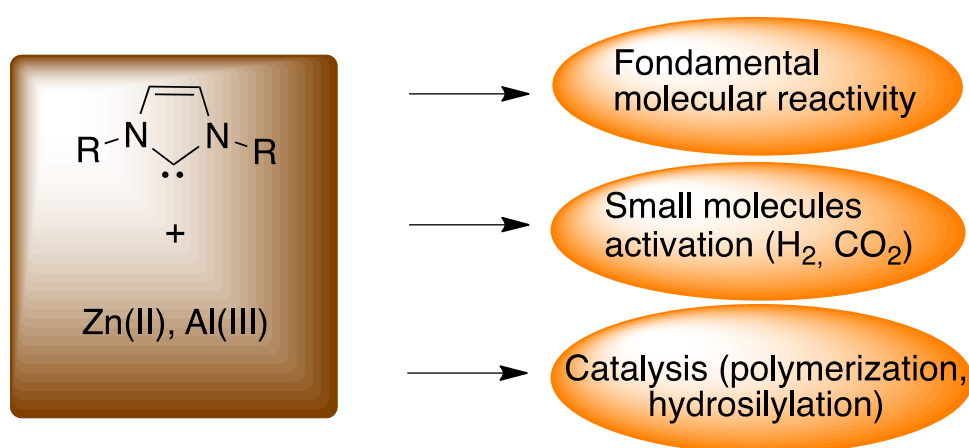 N
N
R
R
+
Zn(II), Al(III)
Fondamental
molecular reactivity
Small molecules
activation (H₂, CO₂)
Catalysis (polymerization,
hydrosilylation)